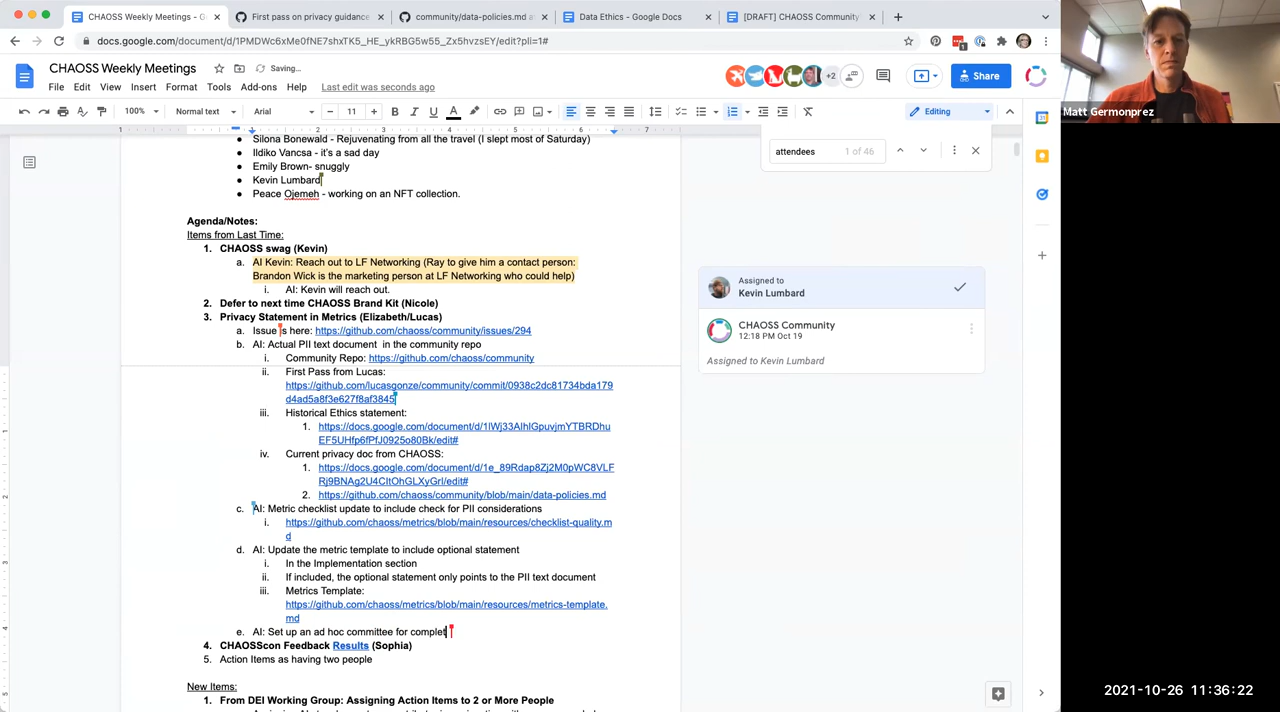 CHAOSS Weekly Meetings - G
First pass on privacy guidance
community/data-policies.md a
Data Ethics - Google Docs
[DRAFT] CHAOSS Community
docs.google.com/document/d/1PMDWc6xMe0fNE7shxTK5_HE_ykRBG5w55_Zx5hvzsEY/edit?pli=1#
CHAOSS Weekly Meetings
Saving...
File Edit View Insert Format Tools Add-ons Help
Last edit was seconds ago
+2
Share
100% Normal text Arial 11 Editing
attendees 1 of 46
Silona Bonewald - Rejuvenating from all the travel (I slept most of Saturday)
Ildiko Vancsa - it's a sad day
Emily Brown- snuggly
Kevin Lumbard
Peace Ojemeh - working on an NFT collection.
Agenda/Notes:
Items from Last Time:
1. CHAOSS swag (Kevin)
a. AI Kevin: Reach out to LF Networking (Ray to give him a contact person:
Brandon Wick is the marketing person at LF Networking who could help)
i. AI: Kevin will reach out.
2. Defer to next time CHAOSS Brand Kit (Nicole)
3. Privacy Statement in Metrics (Elizabeth/Lucas)
a. Issue is here: https://github.com/chaoss/community/issues/294
b. AI: Actual PII text document in the community repo
i. Community Repo: https://github.com/chaoss/community
ii. First Pass from Lucas:
https://github.com/lucasgonze/community/commit/0938c2dc81734bda179
d4ad5a8f3e627f8af3845
iii. Historical Ethics statement:
1. https://docs.google.com/document/d/1IWj33AlhIGpuvjmYTBRDhu
EF5UHfp6fPfJ0925o80Bk/edit#
iv. Current privacy doc from CHAOSS:
1. https://docs.google.com/document/d/1e_89Rdap8Zj2M0pWC8VLF
Rj9BNAg2U4CItOhGLXyGrI/edit#
2. https://github.com/chaoss/community/blob/main/data-policies.md
c. AI: Metric checklist update to include check for PII considerations
i. https://github.com/chaoss/metrics/blob/main/resources/checklist-quality.m
d
d. AI: Update the metric template to include optional statement
i. In the Implementation section
ii. If included, the optional statement only points to the PII text document
iii. Metrics Template:
https://github.com/chaoss/metrics/blob/main/resources/metrics-template.
md
e. AI: Set up an ad hoc committee for complet
4. CHAOSScon Feedback Results (Sophia)
5. Action Items as having two people
New Items:
1. From DEI Working Group: Assigning Action Items to 2 or More People
Assigned to
Kevin Lumbard
CHAOSS Community
12:18 PM Oct 19
Assigned to Kevin Lumbard
Matt Germonprez
2021-10-26 11:36:22